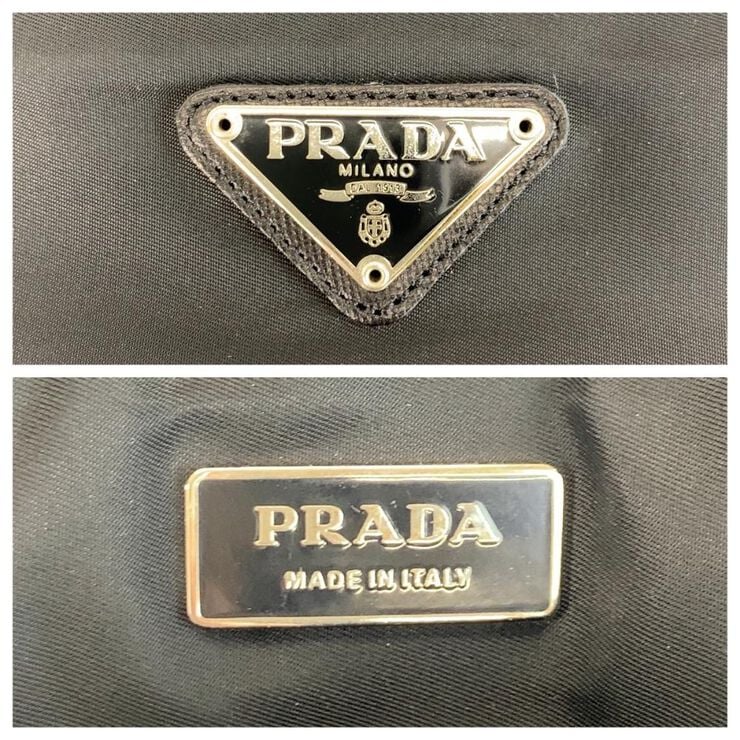 PRADA
MILANO
DAL 1913
PRADA
MADE IN ITALY